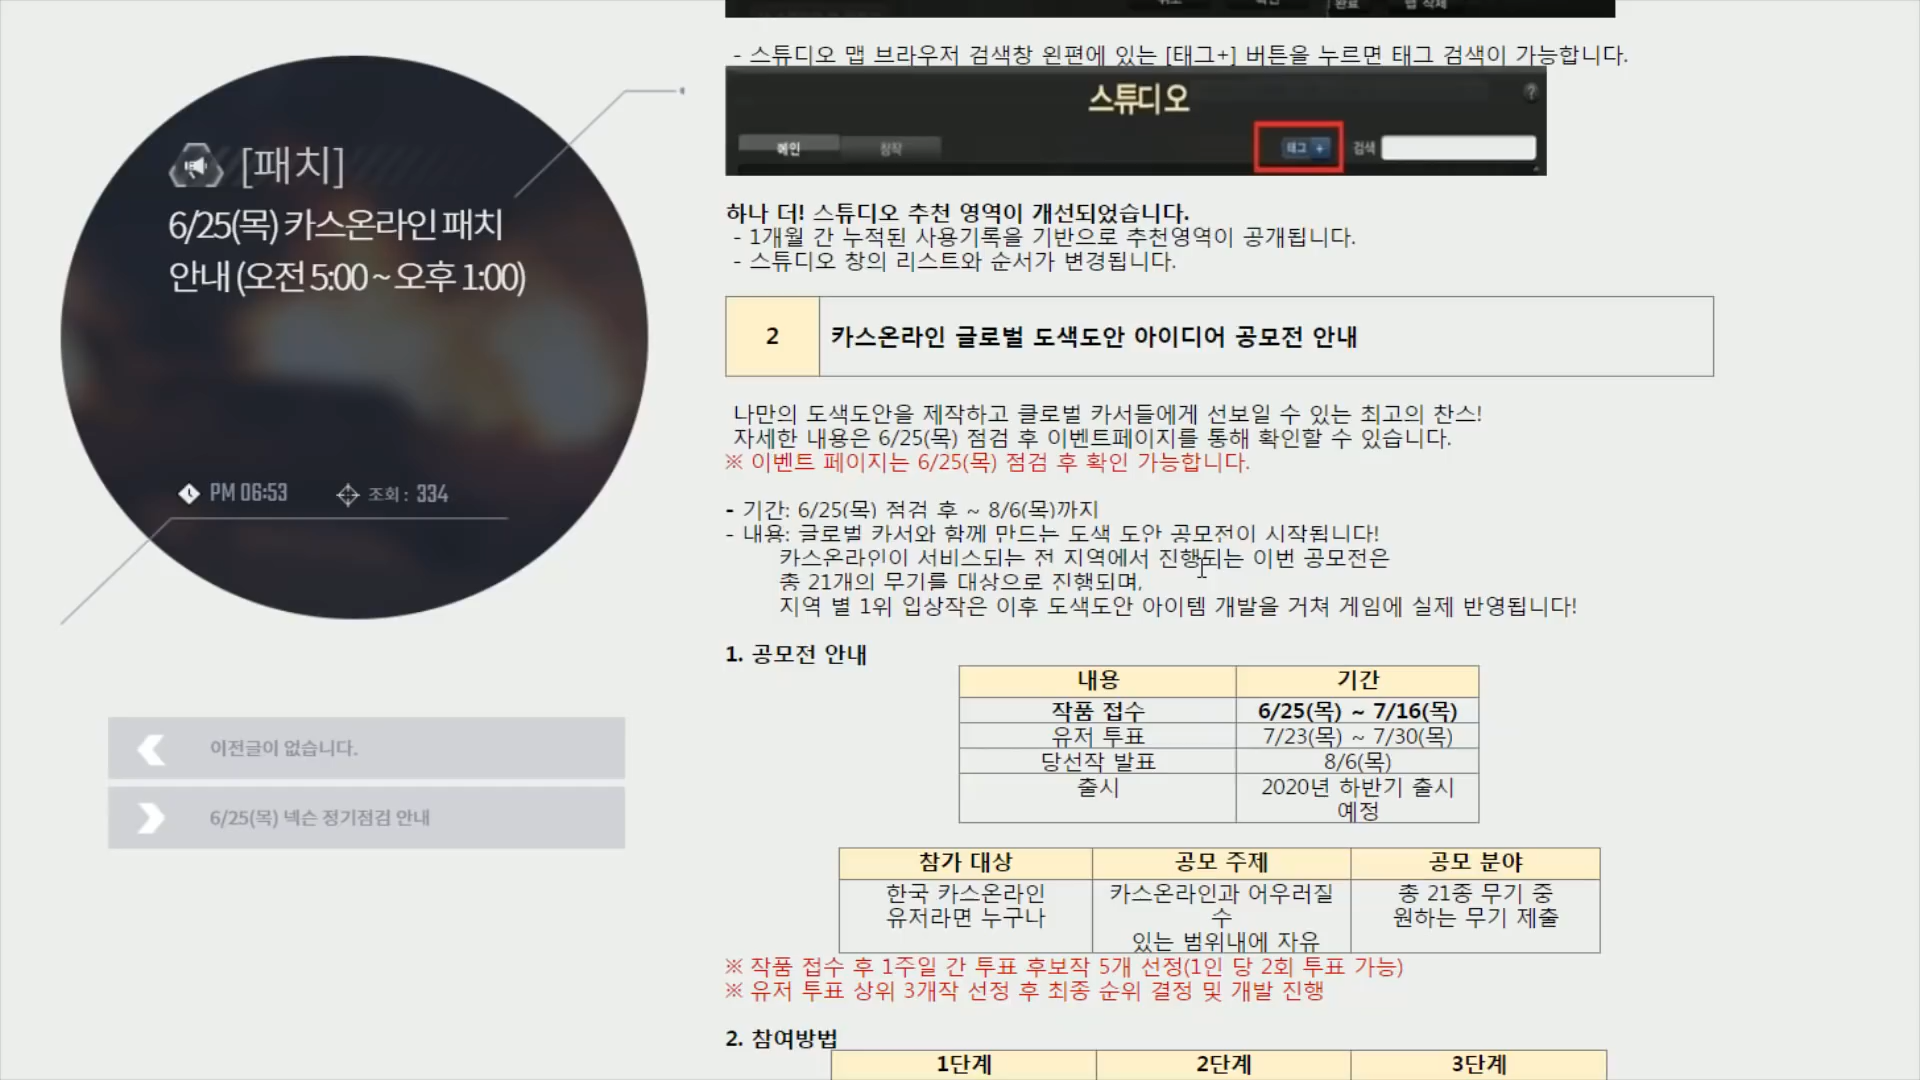 [패치]
6/25(목) 카스온라인 패치
안내 (오전 5:00 ~ 오후 1:00)
PM 06:53
조회 : 334
이전글이 없습니다.
6/25(목) 넥슨 정기점검 안내
- 스튜디오 맵 브라우저 검색창 왼편에 있는 [태그+] 버튼을 누르면 태그 검색이 가능합니다.
스튜디오
?
메인
창작
태그 +
검색
하나 더! 스튜디오 추천 영역이 개선되었습니다.
- 1개월 간 누적된 사용기록을 기반으로 추천영역이 공개됩니다.
- 스튜디오 창의 리스트와 순서가 변경됩니다.
2
카스온라인 글로벌 도색도안 아이디어 공모전 안내
나만의 도색도안을 제작하고 글로벌 카서들에게 선보일 수 있는 최고의 찬스!
자세한 내용은 6/25(목) 점검 후 이벤트페이지를 통해 확인할 수 있습니다.
※ 이벤트 페이지는 6/25(목) 점검 후 확인 가능합니다.
- 기간: 6/25(목) 점검 후 ~ 8/6(목)까지
- 내용: 글로벌 카서와 함께 만드는 도색 도안 공모전이 시작됩니다!
카스온라인이 서비스되는 전 지역에서 진행되는 이번 공모전은
총 21개의 무기를 대상으로 진행되며,
지역 별 1위 입상작은 이후 도색도안 아이템 개발을 거쳐 게임에 실제 반영됩니다!
1. 공모전 안내
내용
기간
작품 접수
6/25(목) ~ 7/16(목)
유저 투표
7/23(목) ~ 7/30(목)
당선작 발표
8/6(목)
출시
2020년 하반기 출시
예정
참가 대상
공모 주제
공모 분야
한국 카스온라인
유저라면 누구나
카스온라인과 어우러질
수
있는 범위내에 자유
총 21종 무기 중
원하는 무기 제출
※ 작품 접수 후 1주일 간 투표 후보작 5개 선정(1인 당 2회 투표 가능)
※ 유저 투표 상위 3개작 선정 후 최종 순위 결정 및 개발 진행
2. 참여방법
1단계
2단계
3단계